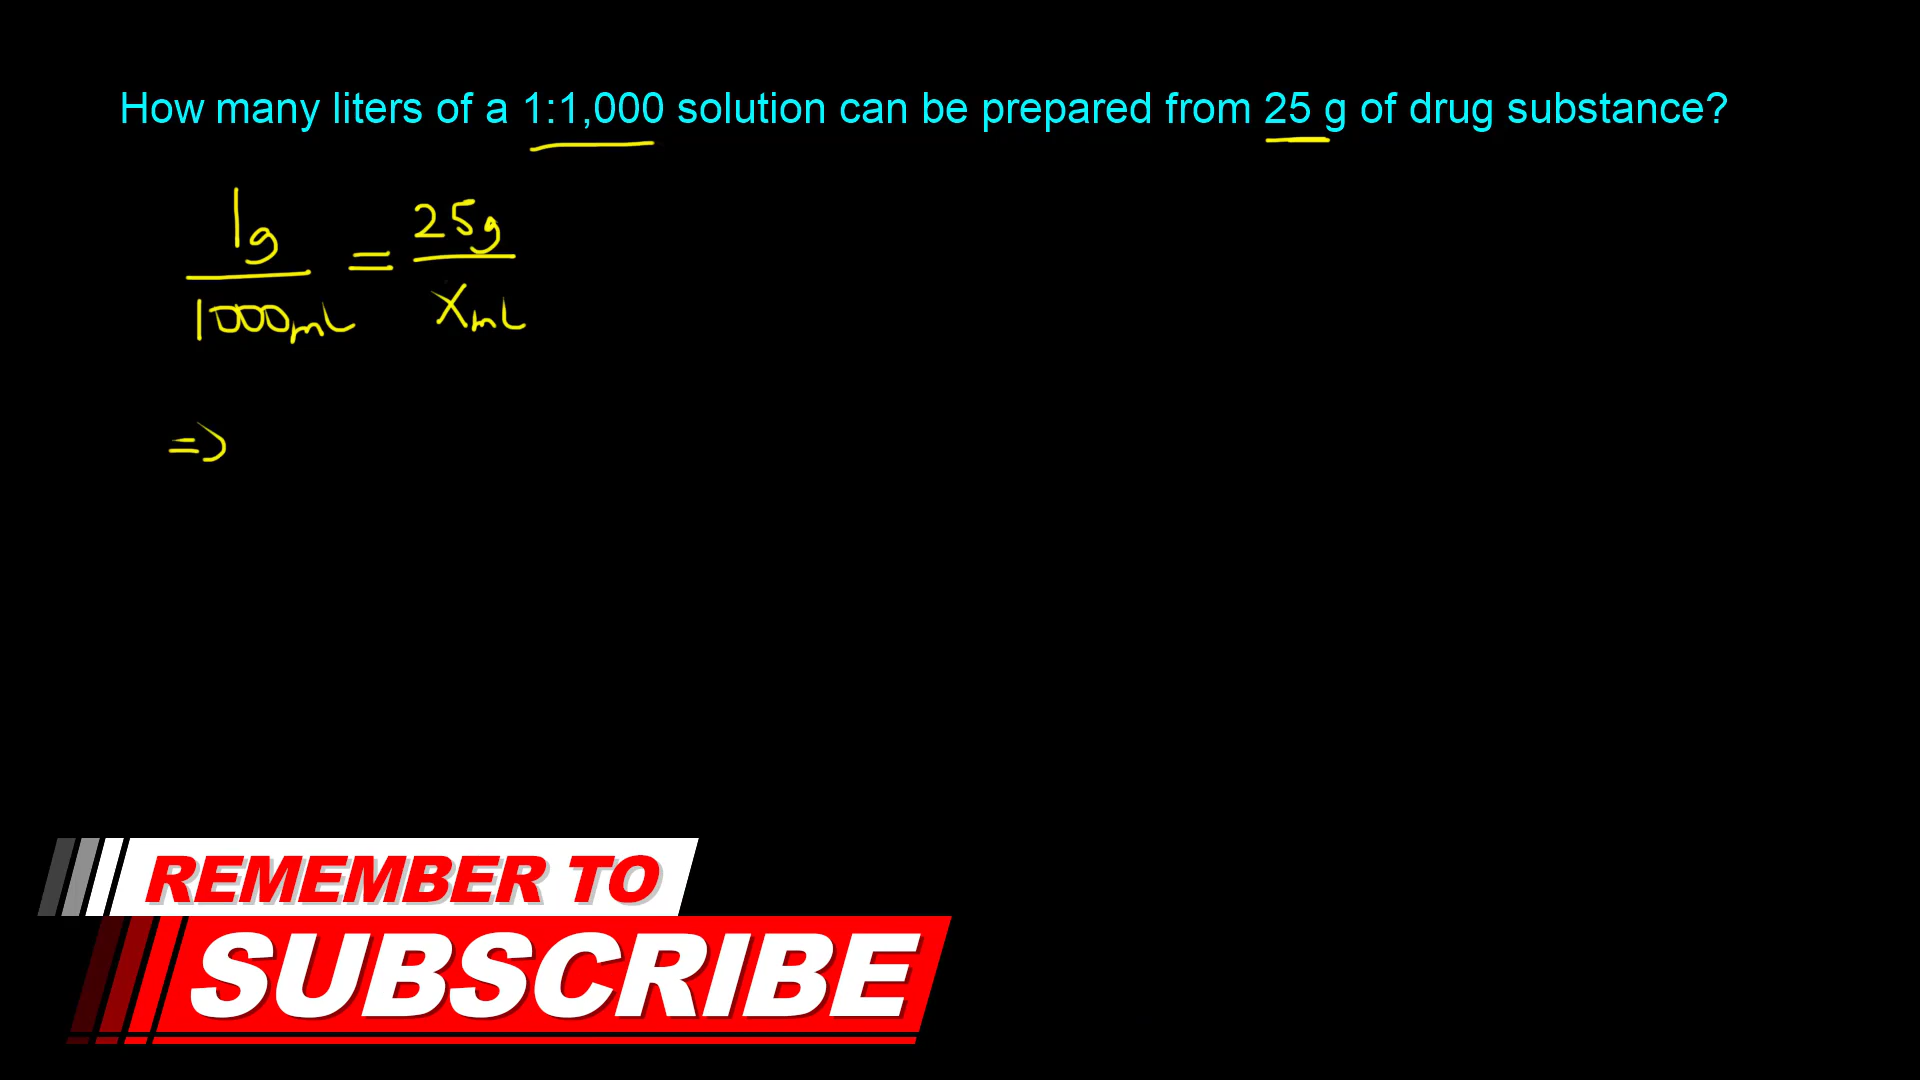 How many liters of a 1:1,000 solution can be prepared from 25 g of drug substance?
1g = 25g
1000mL XmL
=>
REMEMBER TO
SUBSCRIBE